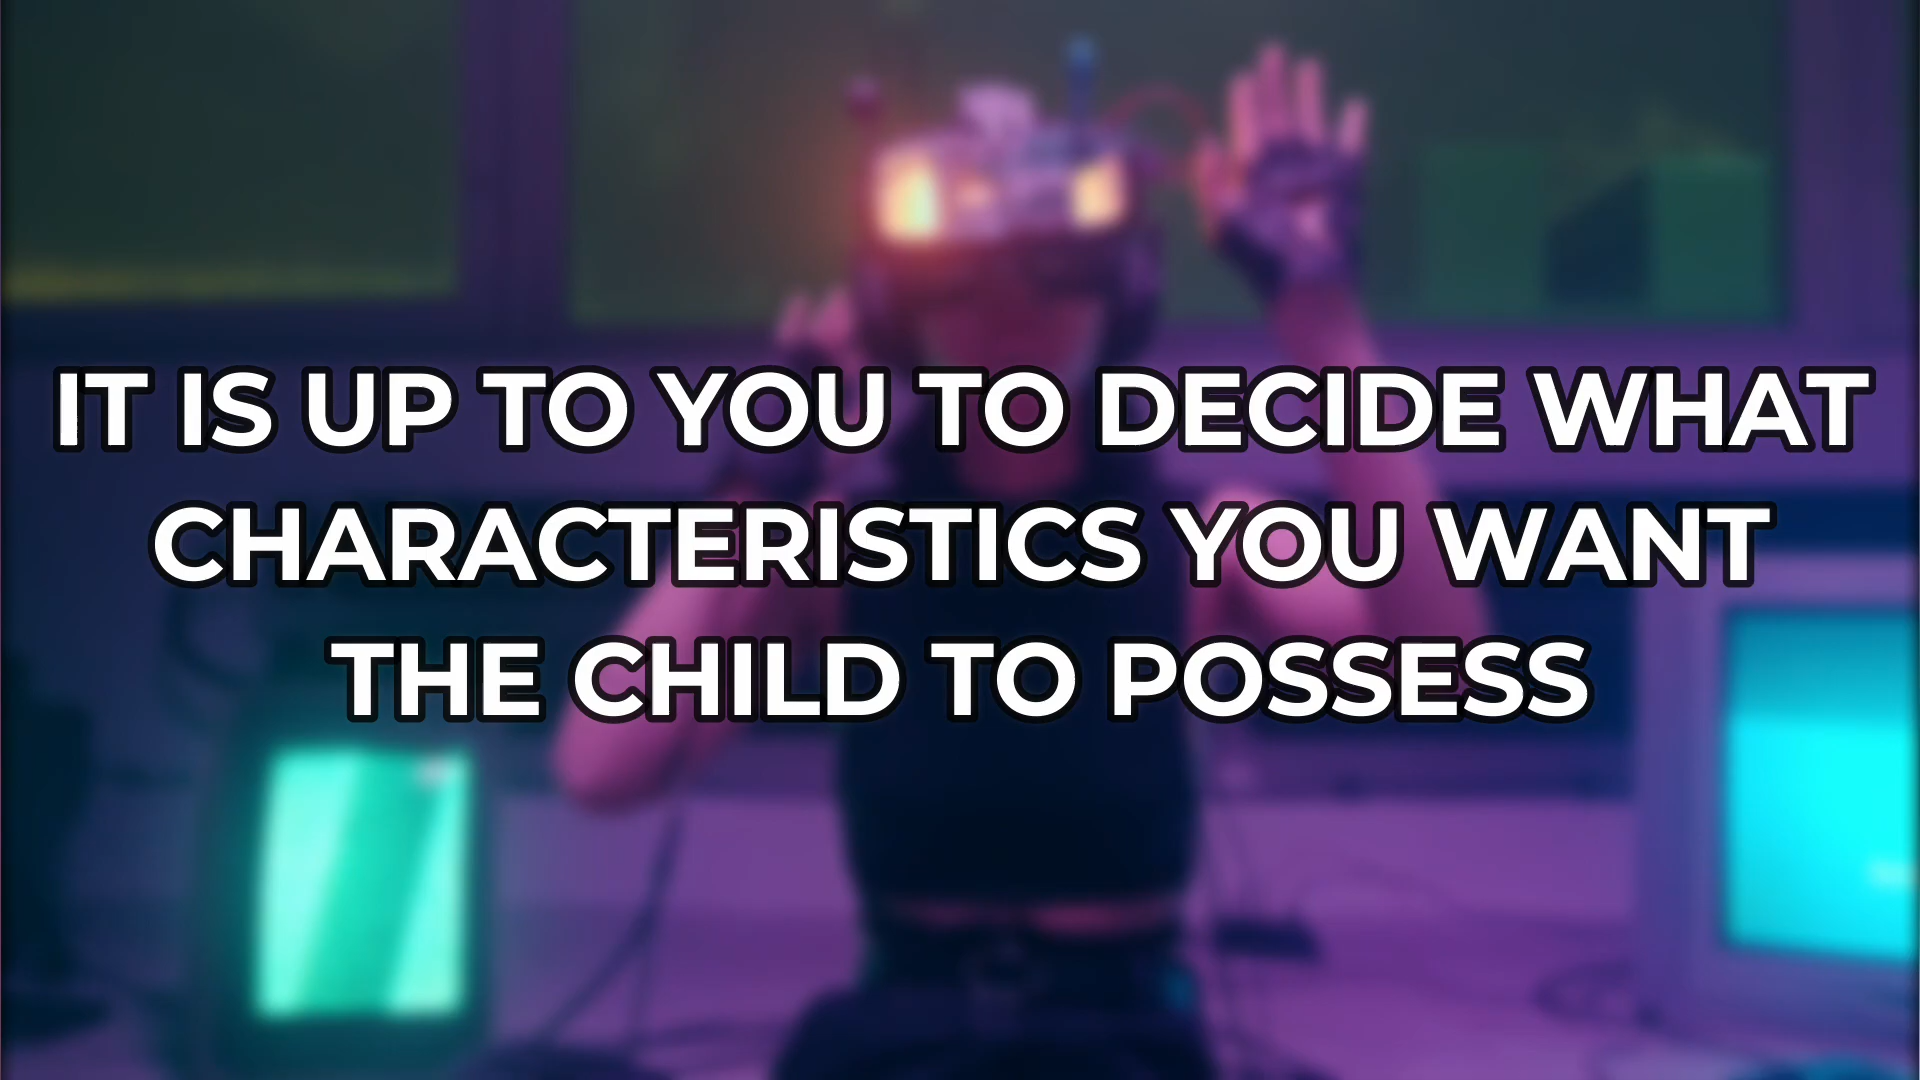 IT IS UP TO YOU TO DECIDE WHAT
CHARACTERISTICS YOU WANT
THE CHILD TO POSSESS